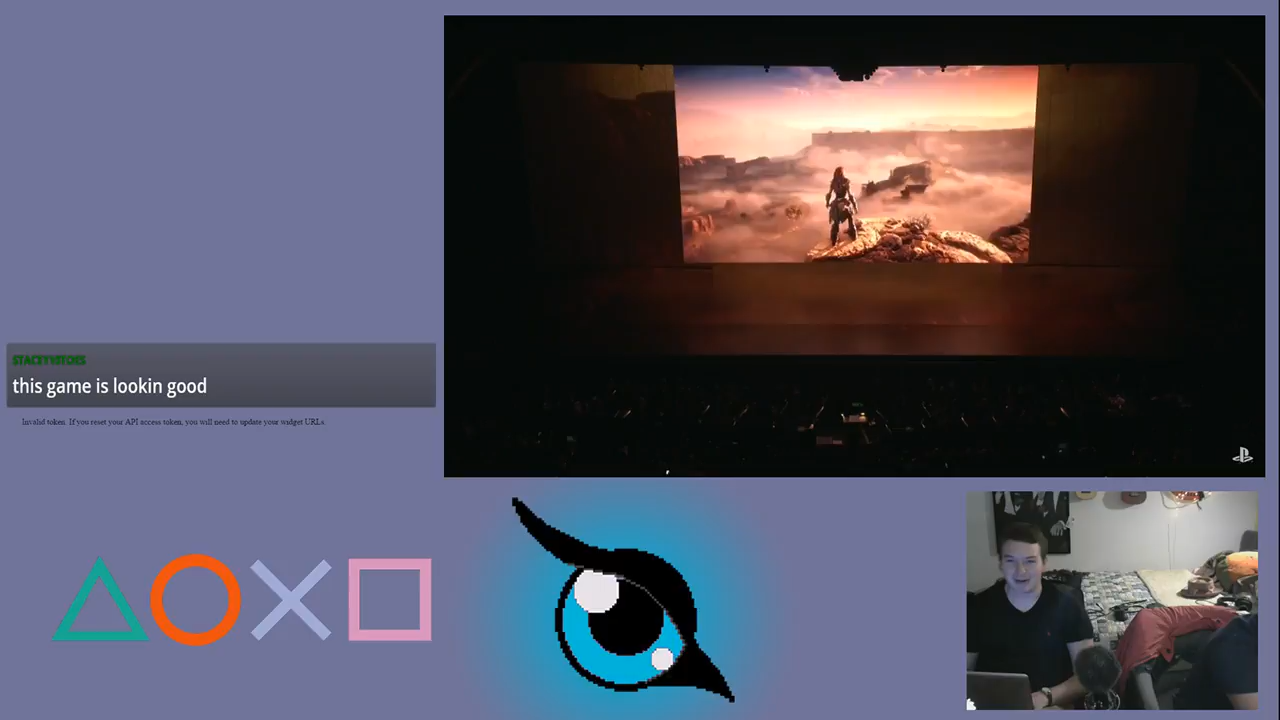 STACEYVSTOES
this game is lookin good
Invalid token. If you reset your API access token, you will need to update your widget URLs.